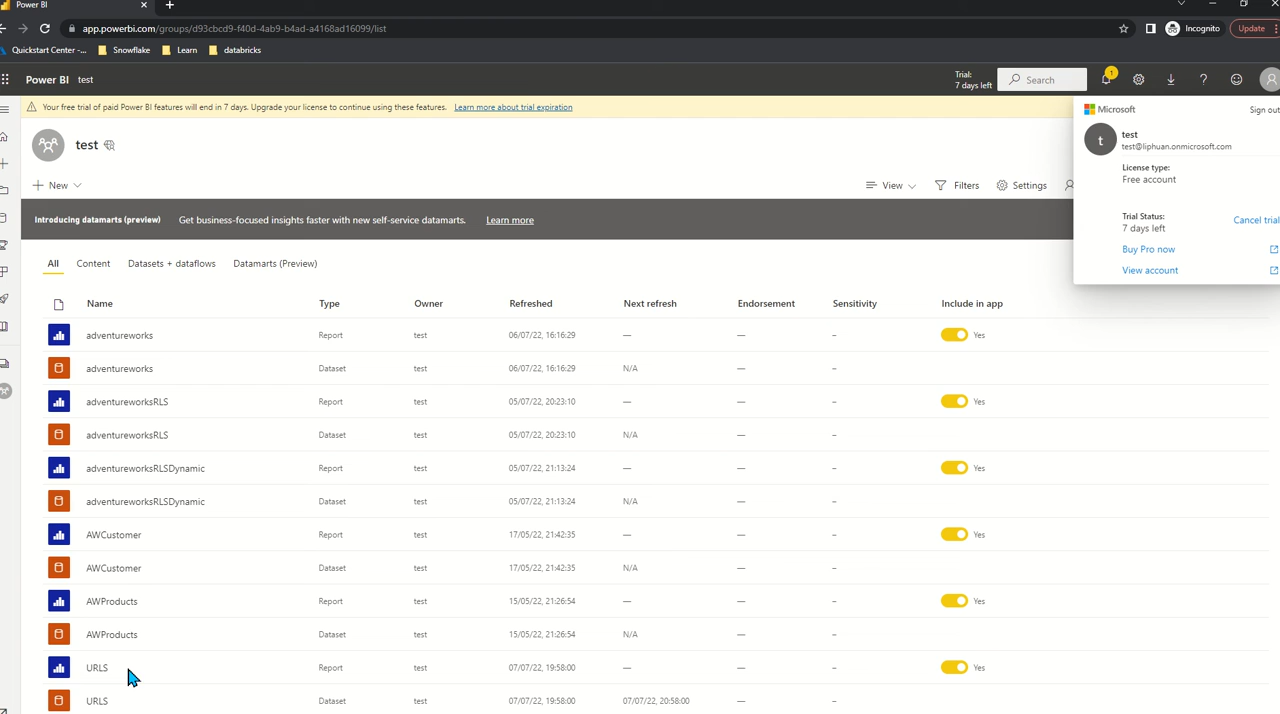 Power BI
app.powerbi.com/groups/d93cbcd9-f40d-4ab9-b4ad-a4168ad16099/list
Incognito
Update
Quickstart Center -...
Snowflake
Learn
databricks
Power BI test
Trial:
7 days left
Search
1
Your free trial of paid Power BI features will end in 7 days. Upgrade your license to continue using these features. Learn more about trial expiration
Microsoft
Sign out
test
t
test
test@liphuan.onmicrosoft.com
License type:
Free account
Trial Status:
7 days left
Cancel trial
Buy Pro now
View account
New
View
Filters
Settings
Introducing datamarts (preview) Get business-focused insights faster with new self-service datamarts. Learn more
All Content Datasets + dataflows Datamarts (Preview)
Name Type Owner Refreshed Next refresh Endorsement Sensitivity Include in app
adventureworks Report test 06/07/22, 16:16:29 — — – Yes
adventureworks Dataset test 06/07/22, 16:16:29 N/A — –
adventureworksRLS Report test 05/07/22, 20:23:10 — — – Yes
adventureworksRLS Dataset test 05/07/22, 20:23:10 N/A — –
adventureworksRLSDynamic Report test 05/07/22, 21:13:24 — — – Yes
adventureworksRLSDynamic Dataset test 05/07/22, 21:13:24 N/A — –
AWCustomer Report test 17/05/22, 21:42:35 — — – Yes
AWCustomer Dataset test 17/05/22, 21:42:35 N/A — –
AWProducts Report test 15/05/22, 21:26:54 — — – Yes
AWProducts Dataset test 15/05/22, 21:26:54 N/A — –
URLS Report test 07/07/22, 19:58:00 — — – Yes
URLS Dataset test 07/07/22, 19:58:00 07/07/22, 20:58:00 — –